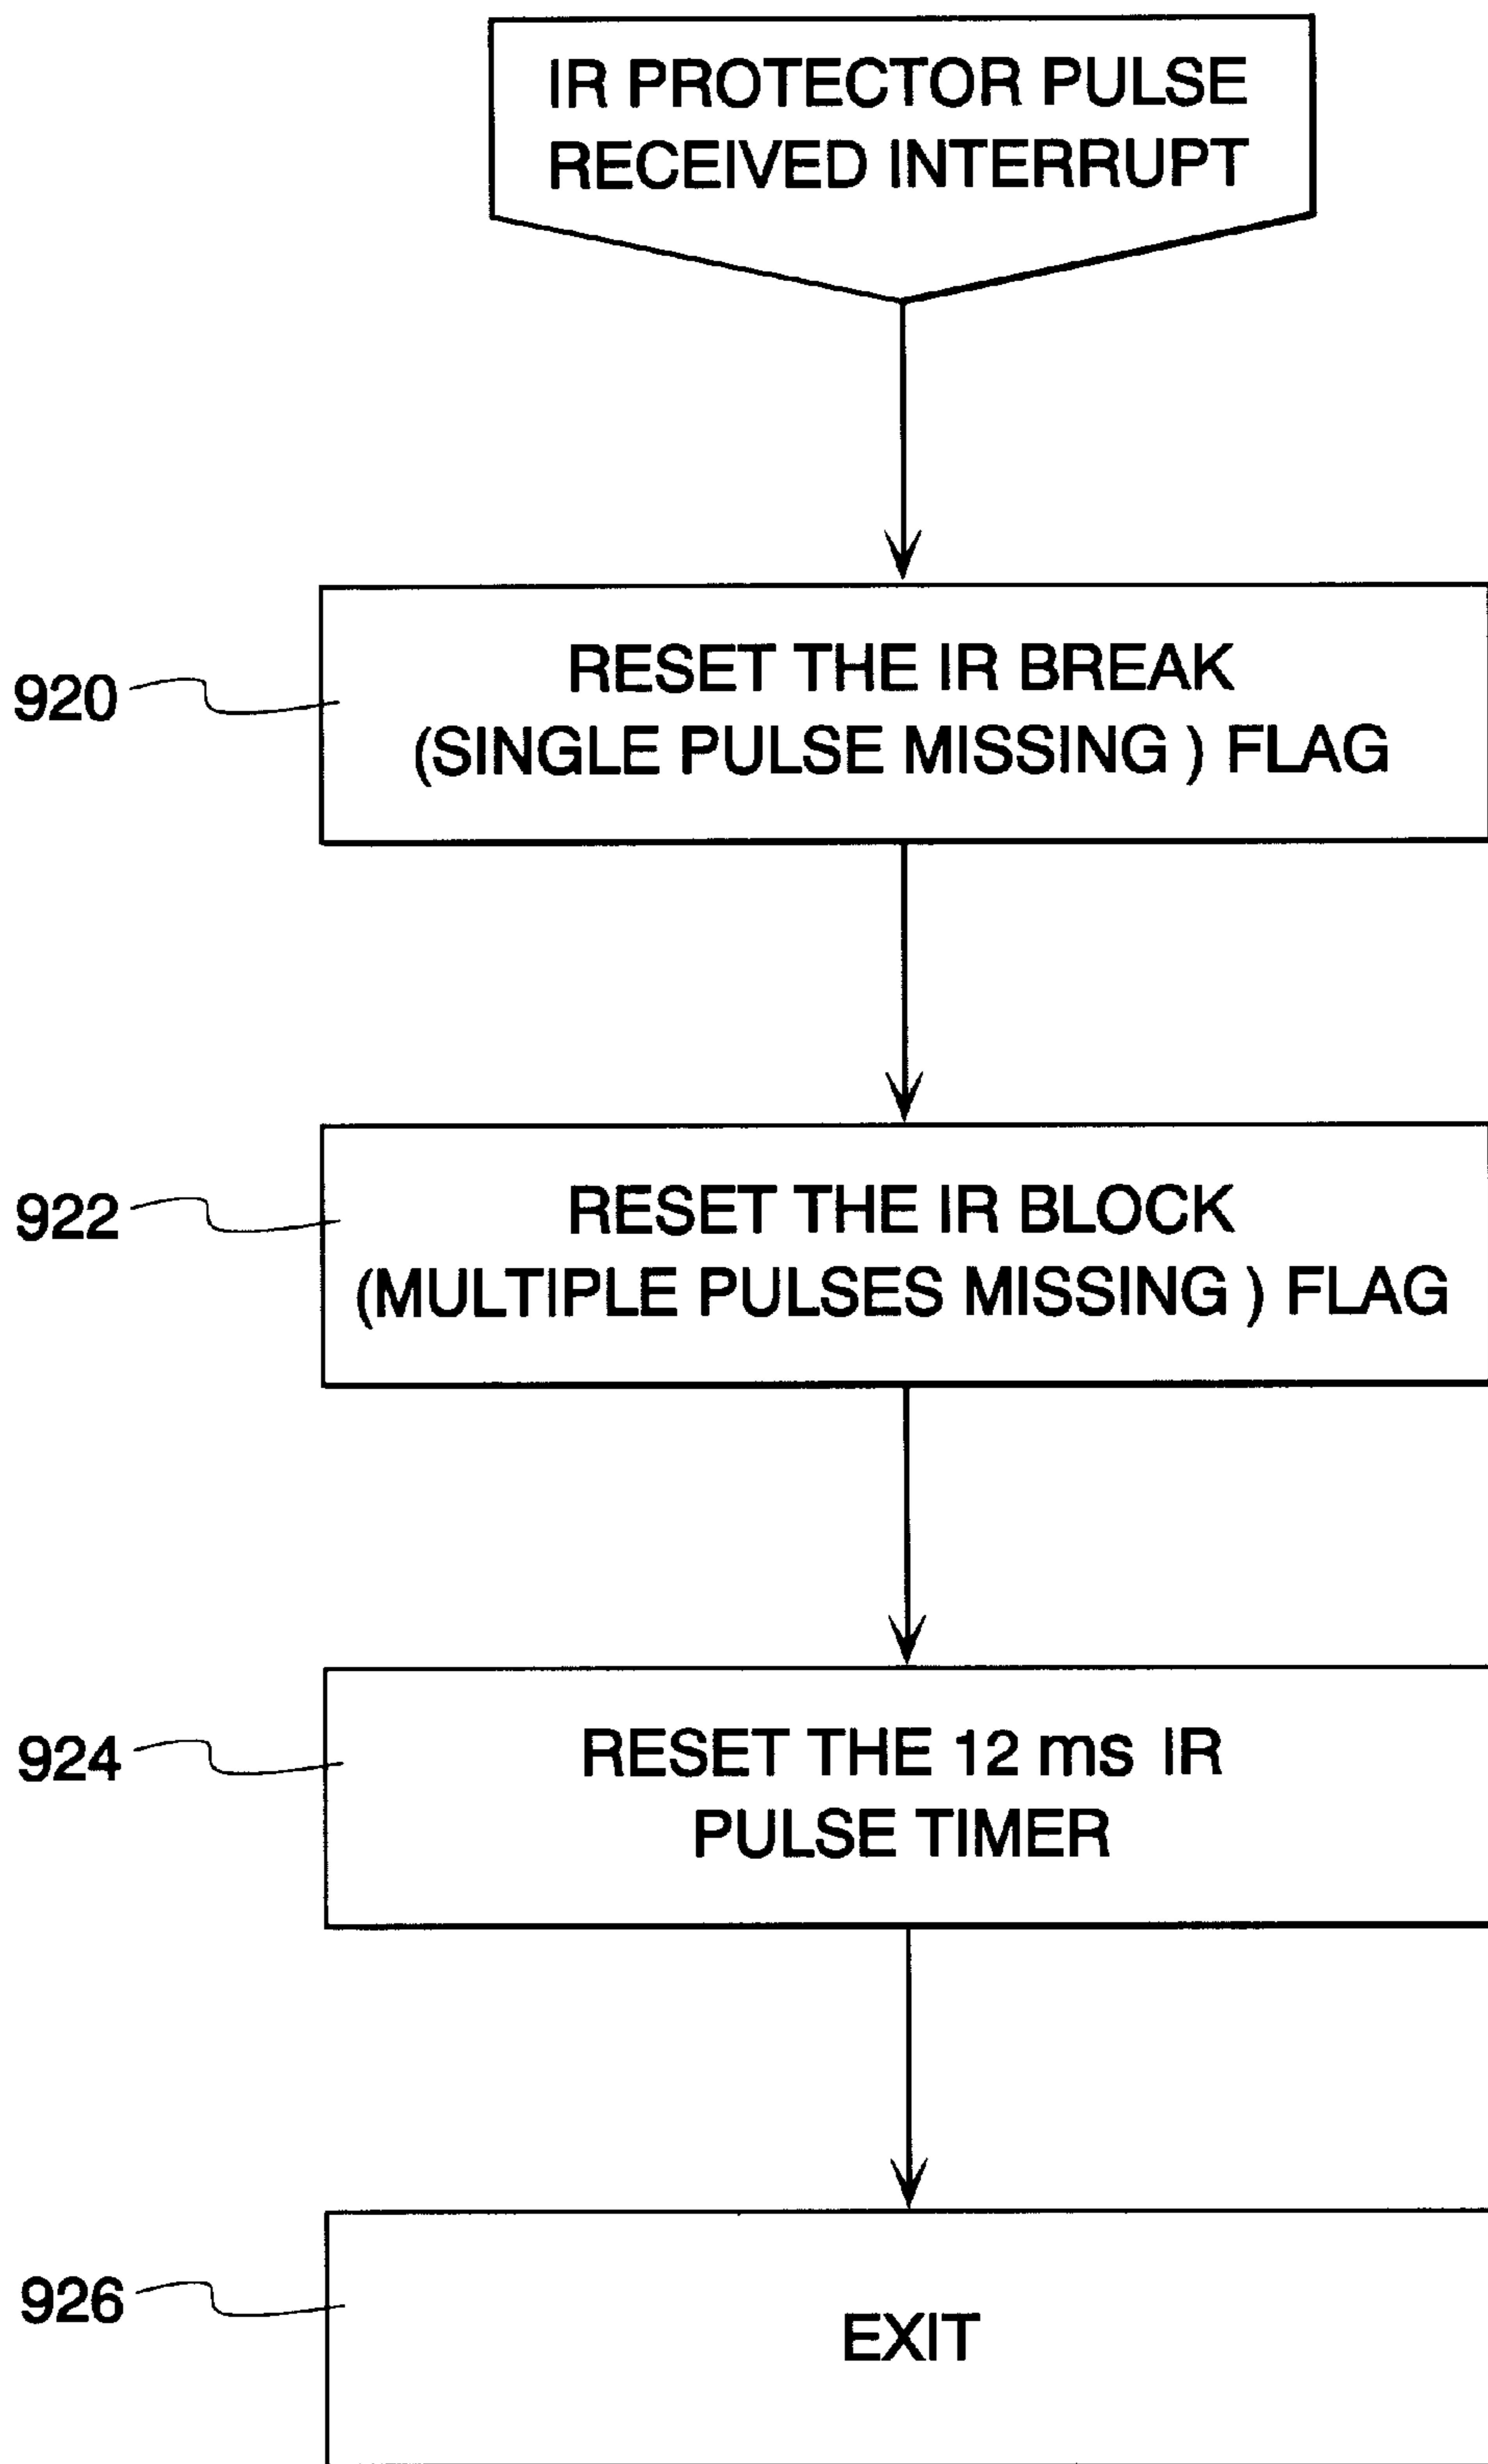 IR PROTECTOR PULSE
RECEIVED INTERRUPT
920
RESET THE IR BREAK
(SINGLE PULSE MISSING ) FLAG
922
RESET THE IR BLOCK
(MULTIPLE PULSES MISSING ) FLAG
924
RESET THE 12 ms IR
PULSE TIMER
926
EXIT